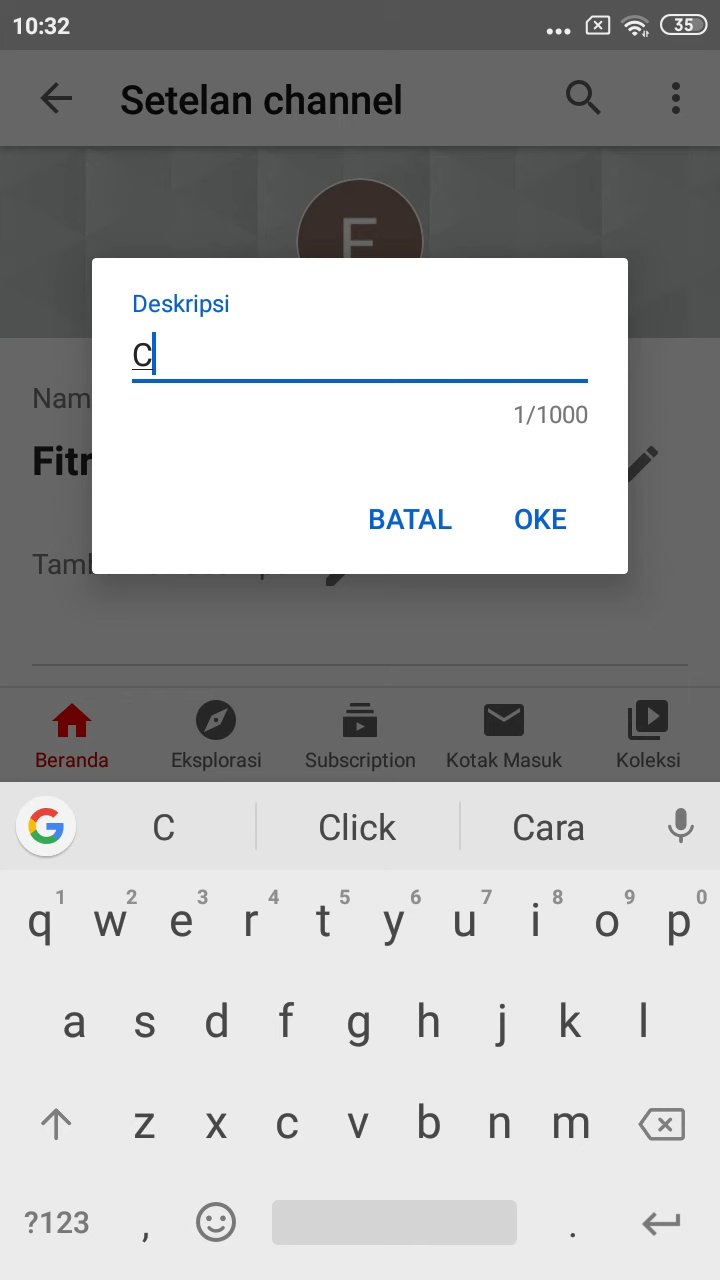 10:32
35
Setelan channel
F
Deskripsi
C
1/1000
Nam
Fitr
BATAL OKE
Beranda Eksplorasi Subscription Kotak Masuk Koleksi
C Click Cara
1 2 3 4 5 6 7 8 9 0
q w e r t y u i o p
a s d f g h j k l
z x c v b n m
?123 , .